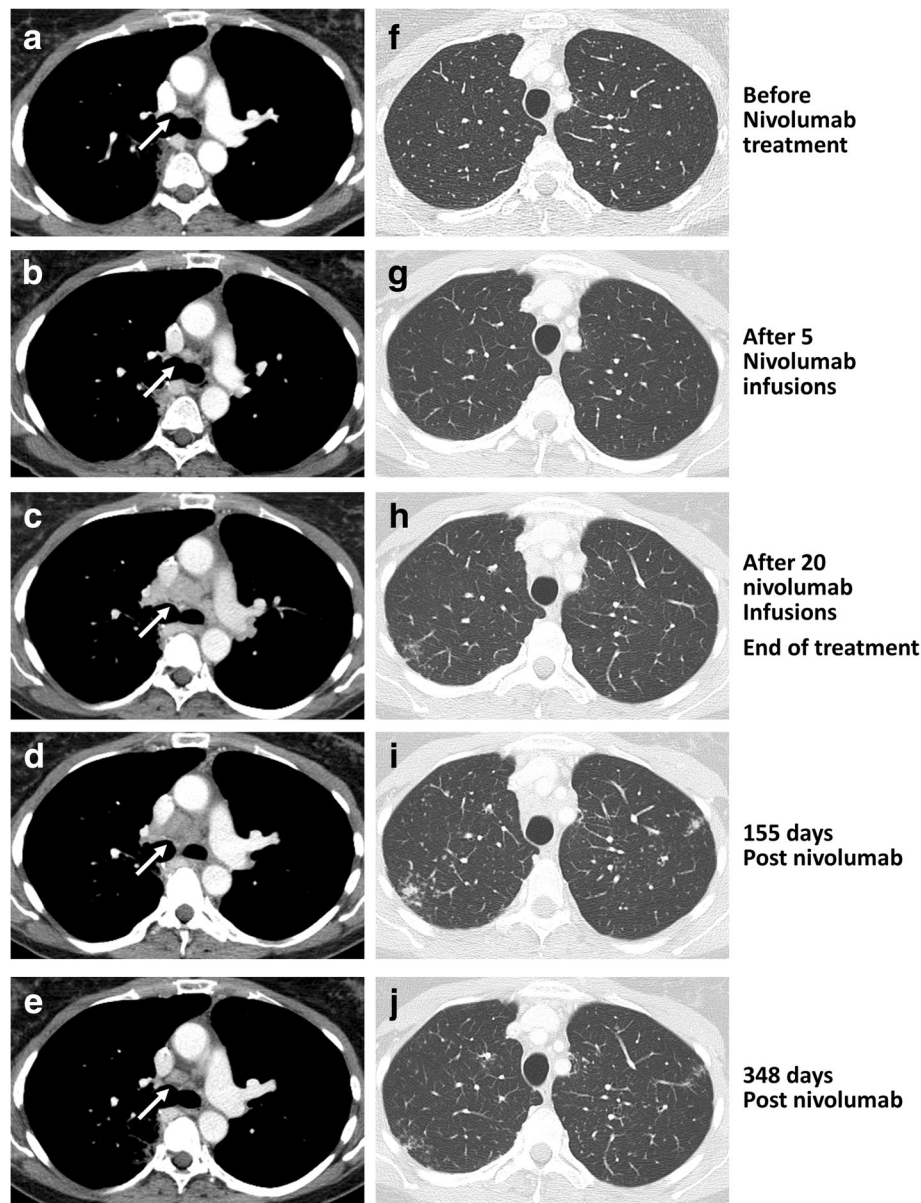 a
f
Before
Nivolumab
treatment
b
g
After 5
Nivolumab
infusions
c
h
After 20
nivolumab
Infusions
End of treatment
d
i
155 days
Post nivolumab
e
j
348 days
Post nivolumab